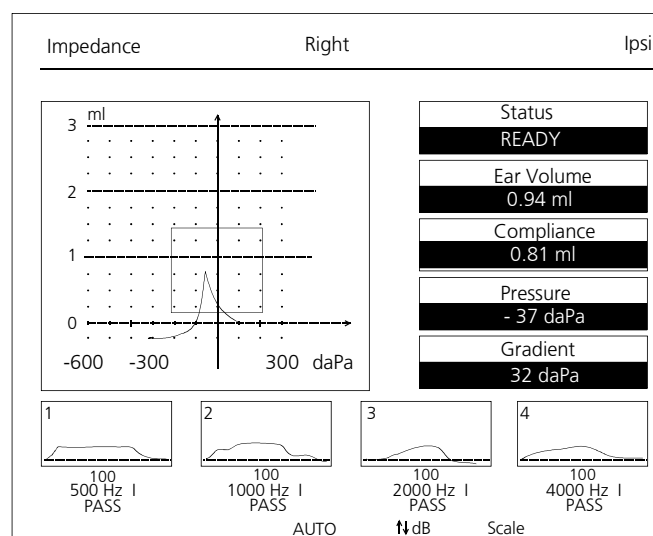 Impedance Right Ipsi
ml
3
2
1
0
-600 -300 300 daPa
Status
READY
Ear Volume
0.94 ml
Compliance
0.81 ml
Pressure
- 37 daPa
Gradient
32 daPa
1 2 3 4
100 100 100 100
500 Hz I 1000 Hz I 2000 Hz I 4000 Hz I
PASS PASS PASS PASS
AUTO ↑↓ dB Scale